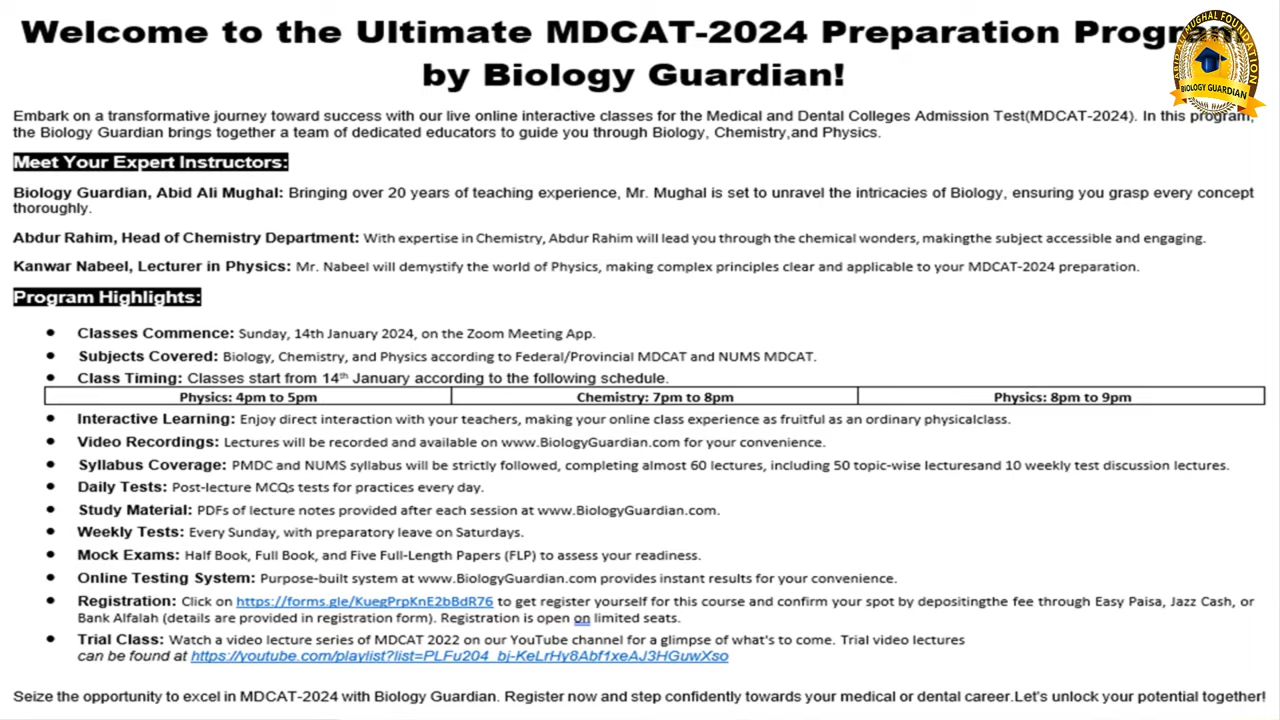 Welcome to the Ultimate MDCAT-2024 Preparation Program
by Biology Guardian!
ABID ALI MUGHAL FOUNDATION
BIOLOGY GUARDIAN
Embark on a transformative journey toward success with our live online interactive classes for the Medical and Dental Colleges Admission Test(MDCAT-2024). In this program,
the Biology Guardian brings together a team of dedicated educators to guide you through Biology, Chemistry,and Physics.
Meet Your Expert Instructors:
Biology Guardian, Abid Ali Mughal: Bringing over 20 years of teaching experience, Mr. Mughal is set to unravel the intricacies of Biology, ensuring you grasp every concept
thoroughly.
Abdur Rahim, Head of Chemistry Department: With expertise in Chemistry, Abdur Rahim will lead you through the chemical wonders, makingthe subject accessible and engaging.
Kanwar Nabeel, Lecturer in Physics: Mr. Nabeel will demystify the world of Physics, making complex principles clear and applicable to your MDCAT-2024 preparation.
Program Highlights:
• Classes Commence: Sunday, 14th January 2024, on the Zoom Meeting App.
• Subjects Covered: Biology, Chemistry, and Physics according to Federal/Provincial MDCAT and NUMS MDCAT.
• Class Timing: Classes start from 14th January according to the following schedule.
Physics: 4pm to 5pm Chemistry: 7pm to 8pm Physics: 8pm to 9pm
• Interactive Learning: Enjoy direct interaction with your teachers, making your online class experience as fruitful as an ordinary physicalclass.
• Video Recordings: Lectures will be recorded and available on www.BiologyGuardian.com for your convenience.
• Syllabus Coverage: PMDC and NUMS syllabus will be strictly followed, completing almost 60 lectures, including 50 topic-wise lecturesand 10 weekly test discussion lectures.
• Daily Tests: Post-lecture MCQs tests for practices every day.
• Study Material: PDFs of lecture notes provided after each session at www.BiologyGuardian.com.
• Weekly Tests: Every Sunday, with preparatory leave on Saturdays.
• Mock Exams: Half Book, Full Book, and Five Full-Length Papers (FLP) to assess your readiness.
• Online Testing System: Purpose-built system at www.BiologyGuardian.com provides instant results for your convenience.
• Registration: Click on https://forms.gle/KuegPrpKnE2bBdR76 to get register yourself for this course and confirm your spot by depositingthe fee through Easy Paisa, Jazz Cash, or
Bank Alfalah (details are provided in registration form). Registration is open on limited seats.
• Trial Class: Watch a video lecture series of MDCAT 2022 on our YouTube channel for a glimpse of what's to come. Trial video lectures
can be found at https://youtube.com/playlist?list=PLFu204_bj-KeLrHy8Abf1xeAJ3HGuwXso
Seize the opportunity to excel in MDCAT-2024 with Biology Guardian. Register now and step confidently towards your medical or dental career.Let's unlock your potential together!